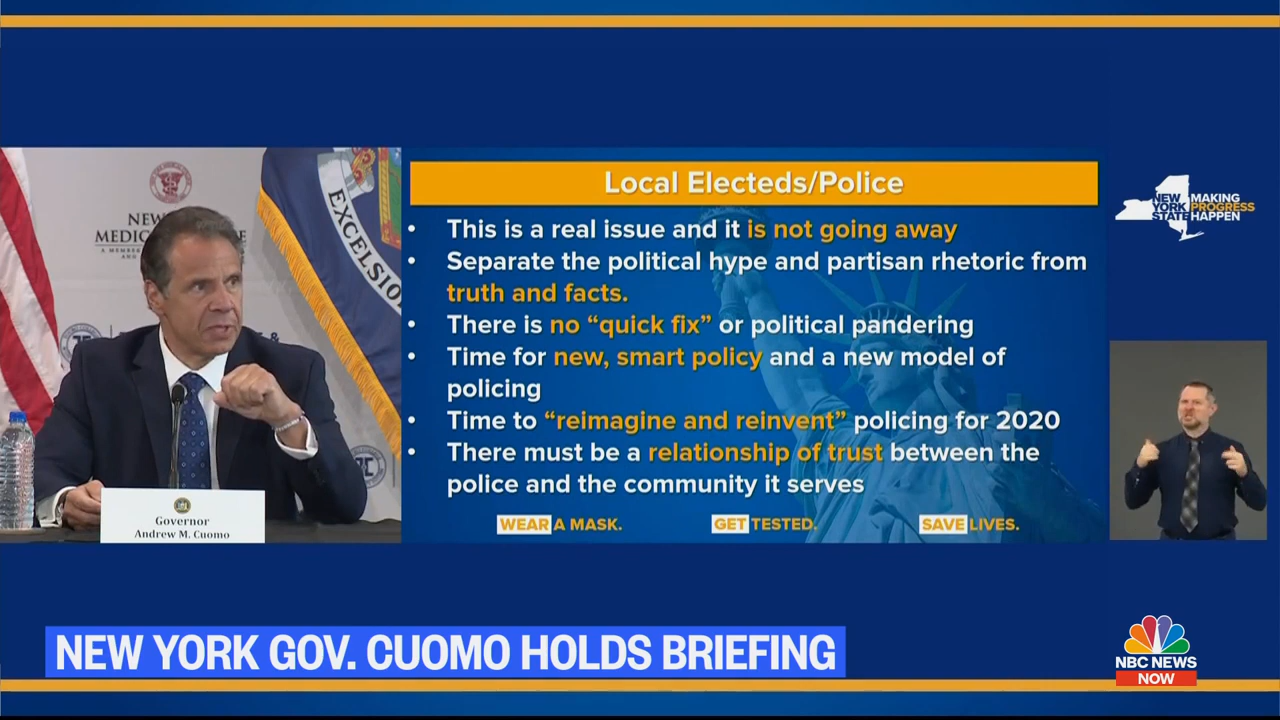 NEW
MEDIC
EXCELSIO
Governor
Andrew M. Cuomo
Local Electeds/Police
• This is a real issue and it is not going away
• Separate the political hype and partisan rhetoric from
truth and facts.
• There is no “quick fix” or political pandering
• Time for new, smart policy and a new model of
policing
• Time to “reimagine and reinvent” policing for 2020
• There must be a relationship of trust between the
police and the community it serves
WEAR A MASK. GET TESTED. SAVE LIVES.
NEW YORK STATE
MAKING
PROGRESS
HAPPEN
NEW YORK GOV. CUOMO HOLDS BRIEFING
NBC NEWS
NOW